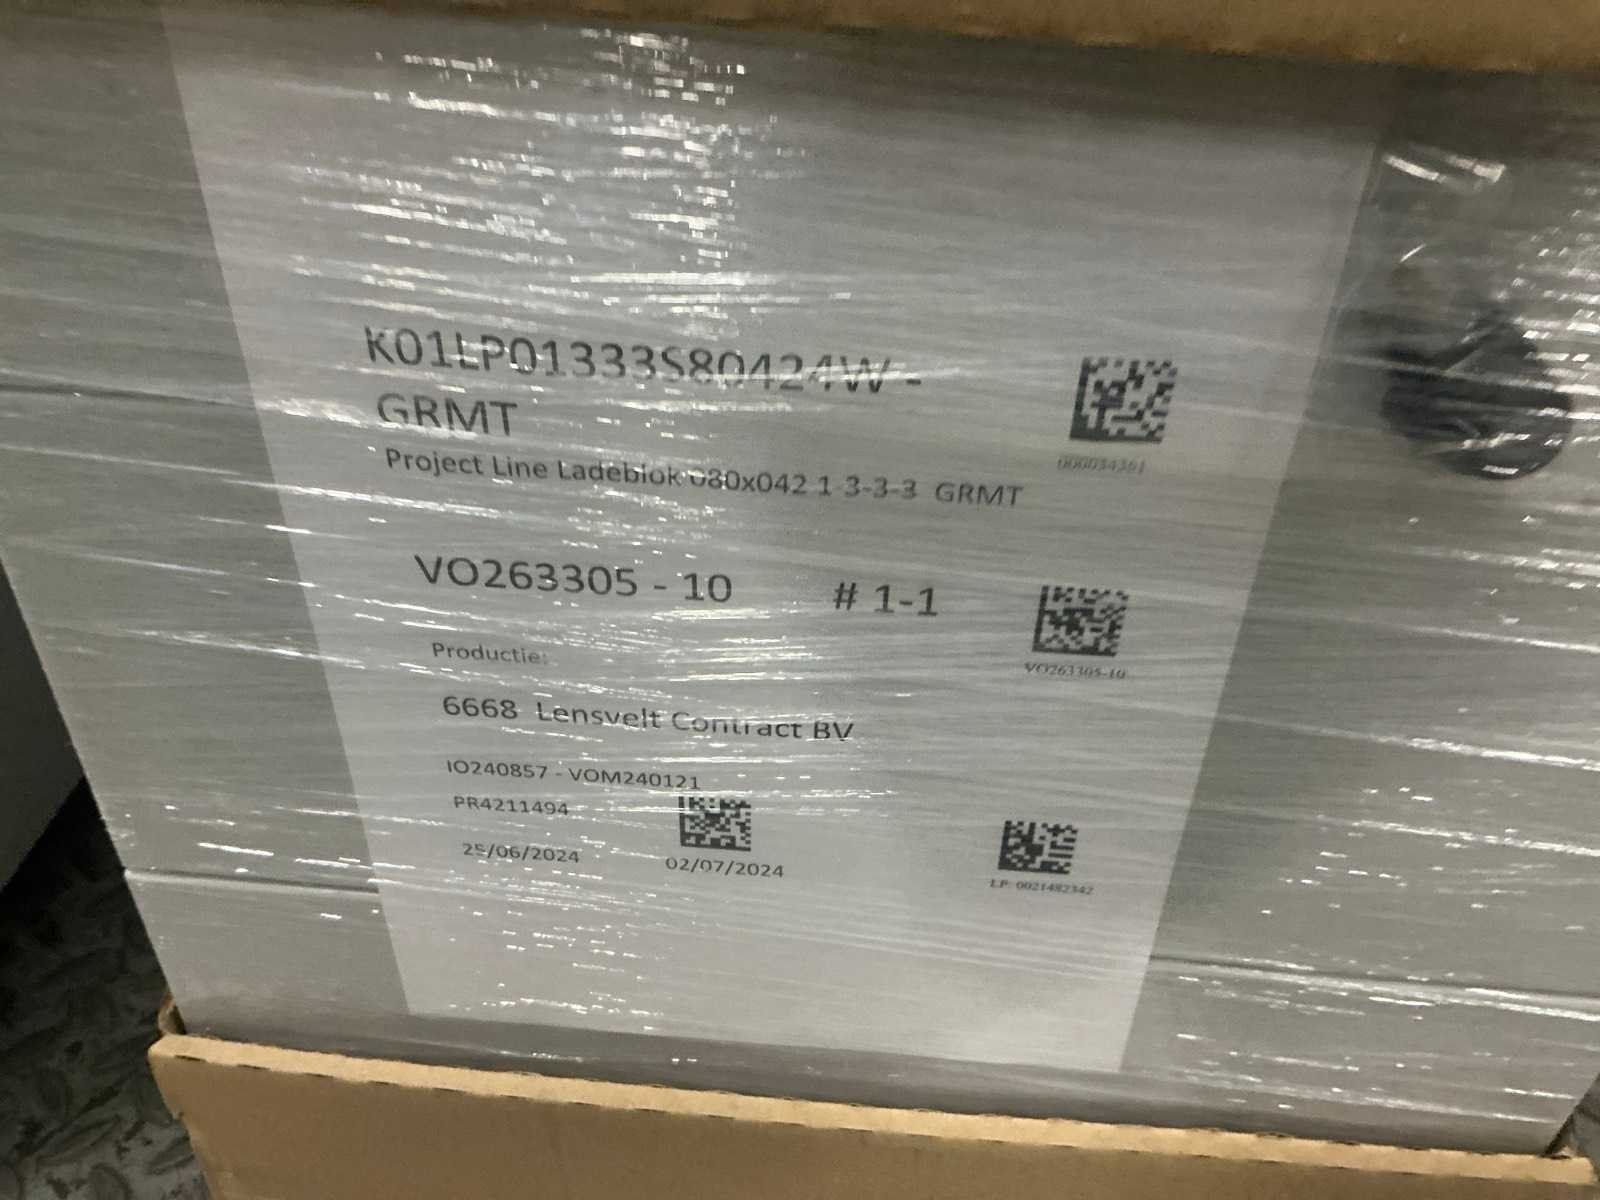 K01LP01333S80424W -
GRMT
000034361
Project Line Ladeblok 080x042 1-3-3-3 GRMT
VO263305 - 10 # 1-1
VO263305-10
Productie:
6668 Lensvelt Contract BV
IO240857 - VOM240121
PR4211494
25/06/2024 02/07/2024
LP: 0021482342